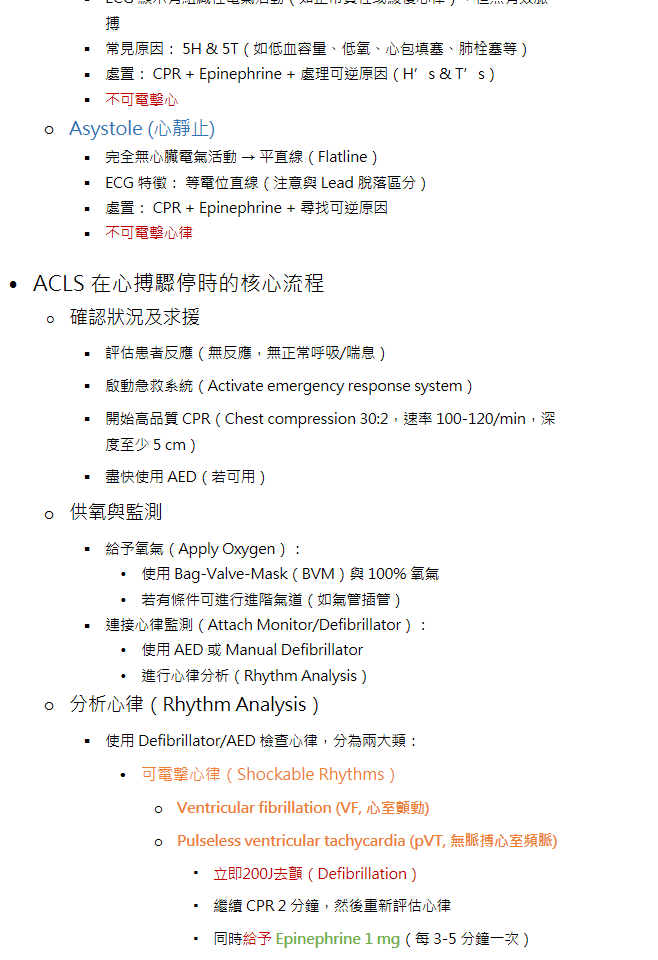 搏
▪ 常見原因： 5H & 5T（如低血容量、低氧、心包填塞、肺栓塞等）
▪ 處置： CPR + Epinephrine + 處理可逆原因（H’s & T’s）
▪ 不可電擊心
○ Asystole (心靜止)
▪ 完全無心臟電氣活動 → 平直線（Flatline）
▪ ECG 特徵： 等電位直線（注意與 Lead 脫落區分）
▪ 處置： CPR + Epinephrine + 尋找可逆原因
▪ 不可電擊心律
• ACLS 在心搏驟停時的核心流程
○ 確認狀況及求援
▪ 評估患者反應（無反應，無正常呼吸/喘息）
▪ 啟動急救系統（Activate emergency response system）
▪ 開始高品質 CPR（Chest compression 30:2，速率 100-120/min，深
度至少 5 cm）
▪ 盡快使用 AED（若可用）
○ 供氧與監測
▪ 給予氧氣（Apply Oxygen）：
• 使用 Bag-Valve-Mask（BVM）與 100% 氧氣
• 若有條件可進行進階氣道（如氣管插管）
▪ 連接心律監測（Attach Monitor/Defibrillator）：
• 使用 AED 或 Manual Defibrillator
• 進行心律分析（Rhythm Analysis）
○ 分析心律（Rhythm Analysis）
▪ 使用 Defibrillator/AED 檢查心律，分為兩大類：
• 可電擊心律（Shockable Rhythms）
○ Ventricular fibrillation (VF, 心室顫動)
○ Pulseless ventricular tachycardia (pVT, 無脈搏心室頻脈)
▪ 立即200J去顫（Defibrillation）
▪ 繼續 CPR 2 分鐘，然後重新評估心律
▪ 同時給予 Epinephrine 1 mg（每 3-5 分鐘一次）